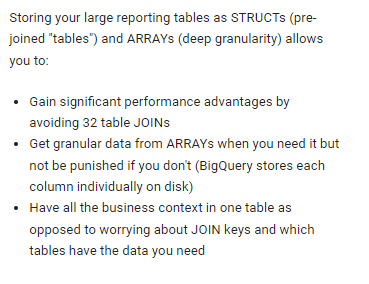 Storing your large reporting tables as STRUCTs (pre-
joined "tables") and ARRAYs (deep granularity) allows
you to:
• Gain significant performance advantages by
avoiding 32 table JOINs
• Get granular data from ARRAYs when you need it but
not be punished if you don't (BigQuery stores each
column individually on disk)
• Have all the business context in one table as
opposed to worrying about JOIN keys and which
tables have the data you need